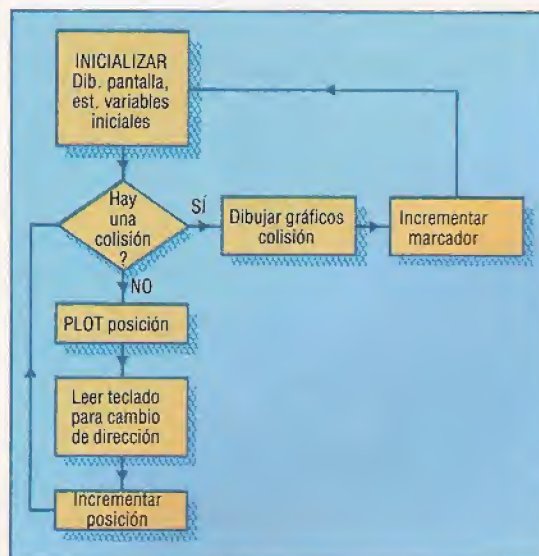 INICIALIZAR
Dib. pantalla,
est. variables
iniciales
Hay
una
colisión
?
SÍ
Dibujar gráficos
colisión
Incrementar
marcador
NO
PLOT posición
Leer teclado
para cambio
de dirección
Incrementar
posición